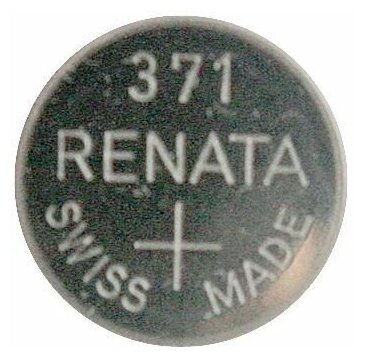 371
RENATA
+
SWISS MADE